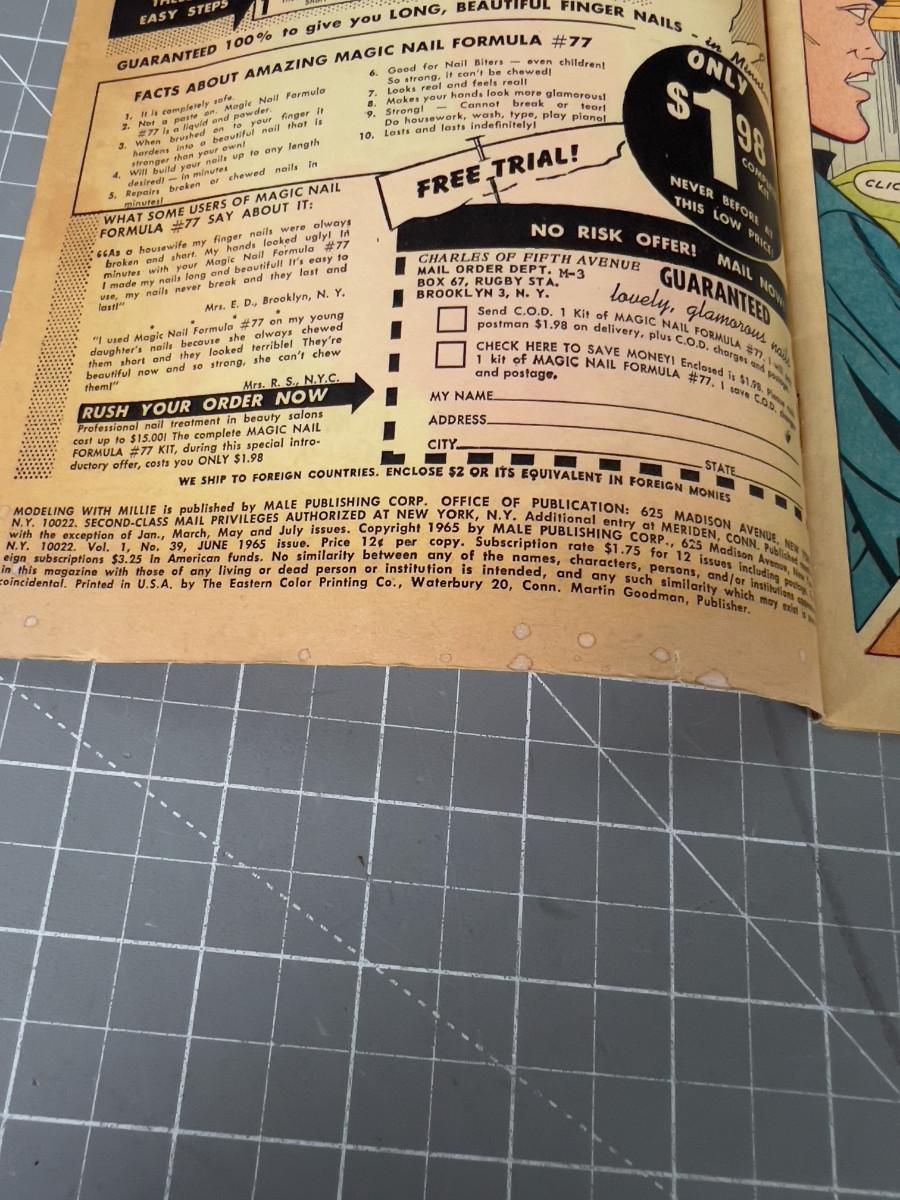 EASY STEPS
GUARANTEED 100% to give you LONG, BEAUTIFUL FINGER NAILS - in
FACTS ABOUT AMAZING MAGIC NAIL FORMULA #77
1. It is completely safe.
2. Not a paste on. Magic Nail Formula
#77 is a liquid and powder.
3. When brushed on to your finger it
hardens into a beautiful nail that is
stronger than your own!
4. Will build your nails up to any length
desired! — in minutes
5. Repairs broken or chewed nails in
minutes!
6. Good for Nail Biters — even children!
So strong, it can't be chewed!
7. Looks real and feels real!
8. Makes your hands look more glamorous!
9. Strong! — Cannot break or tear!
Do housework, wash, type, play piano!
10. Lasts and lasts indefinitely!
ONLY
$1 98
COMPLETE
KIT
NEVER BEFORE AT
THIS LOW PRICE!
FREE TRIAL!
WHAT SOME USERS OF MAGIC NAIL
FORMULA #77 SAY ABOUT IT:
"As a housewife my finger nails were always
broken and short. My hands looked ugly! In
minutes with your Magic Nail Formula #77
I made my nails long and beautiful! It's easy to
use, my nails never break and they last and
last!"
Mrs. E. D., Brooklyn, N. Y.
* * * *
"I used Magic Nail Formula #77 on my young
daughter's nails because she always chewed
them short and they looked terrible! They're
beautiful now and so strong, she can't chew
them!"
Mrs. R. S., N.Y.C.
RUSH YOUR ORDER NOW
Professional nail treatment in beauty salons
cost up to $15.00! The complete MAGIC NAIL
FORMULA #77 KIT, during this special intro-
ductory offer, costs you ONLY $1.98
NO RISK OFFER! MAIL NOW
CHARLES OF FIFTH AVENUE
MAIL ORDER DEPT. M-3
BOX 67, RUGBY STA.
BROOKLYN 3, N. Y.
GUARANTEED
lovely, glamorous nails
Send C.O.D. 1 Kit of MAGIC NAIL FORMULA #77. I will pay
postman $1.98 on delivery, plus C.O.D. charges and postage.
CHECK HERE TO SAVE MONEY! Enclosed is $1.98. Please
1 kit of MAGIC NAIL FORMULA #77. I save C.O.D. charges
and postage.
MY NAME
ADDRESS
CITY STATE
WE SHIP TO FOREIGN COUNTRIES. ENCLOSE $2 OR ITS EQUIVALENT IN FOREIGN MONIES
MODELING WITH MILLIE is published by MALE PUBLISHING CORP. OFFICE OF PUBLICATION: 625 MADISON AVENUE, NEW YORK
N.Y. 10022. SECOND-CLASS MAIL PRIVILEGES AUTHORIZED AT NEW YORK, N.Y. Additional entry at MERIDEN, CONN. Published
with the exception of Jan., March, May and July issues. Copyright 1965 by MALE PUBLISHING CORP., 625 Madison Avenue, New York
N.Y. 10022. Vol. 1, No. 39, JUNE 1965 issue. Price 12¢ per copy. Subscription rate $1.75 for 12 issues including postage.
eign subscriptions $3.25 in American funds. No similarity between any of the names, characters, persons, and/or institutions
in this magazine with those of any living or dead person or institution is intended, and any such similarity which may exist is
coincidental. Printed in U.S.A. by The Eastern Color Printing Co., Waterbury 20, Conn. Martin Goodman, Publisher.
CLIC